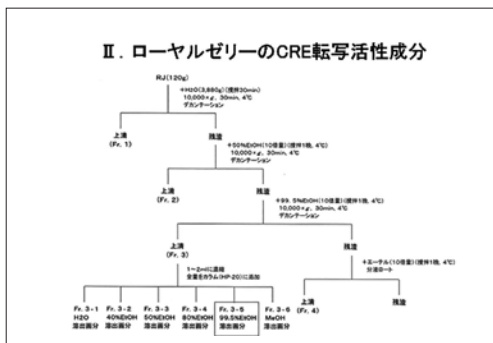 Ⅱ. ローヤルゼリーのCRE転写活性成分
RJ(120g)
+H2O(3,880g)(撹拌30min)
10,000×g, 30min, 4℃
デカンテーション
上清
(Fr. 1)
残渣
+50%EtOH(10倍量)(撹拌1晩, 4℃)
10,000×g, 30min, 4℃
デカンテーション
上清
(Fr. 2)
残渣
+99.5%EtOH(10倍量)(撹拌1晩, 4℃)
10,000×g, 30min, 4℃
デカンテーション
上清
(Fr. 3)
残渣
1~2mlに濃縮
全量をカラム(HP-20)に添加
+エーテル(10倍量)(撹拌1晩, 4℃)
分液ロート
上清
(Fr. 4)
残渣
Fr. 3-1 Fr. 3-2 Fr. 3-3 Fr. 3-4 Fr. 3-5 Fr. 3-6
H2O 40%EtOH 50%EtOH 80%EtOH 99.5%EtOH MeOH
溶出画分 溶出画分 溶出画分 溶出画分 溶出画分 溶出画分